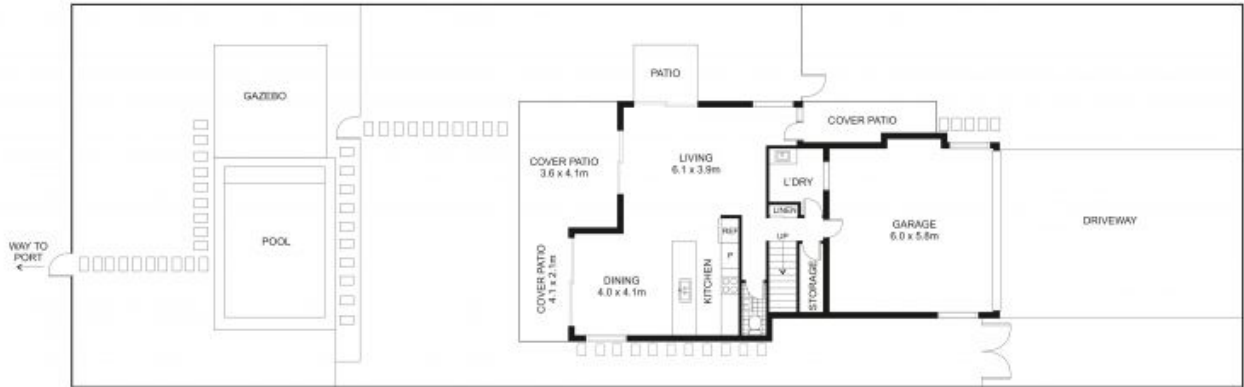 GAZEBO
POOL
WAY TO
PORT
PATIO
COVER PATIO
3.6 x 4.1m
COVER PATIO
4.1 x 2.1m
LIVING
6.1 x 3.9m
DINING
4.0 x 4.1m
KITCHEN
REF
P
COVER PATIO
L'DRY
LINEN
UP
STORAGE
GARAGE
6.0 x 5.8m
DRIVEWAY